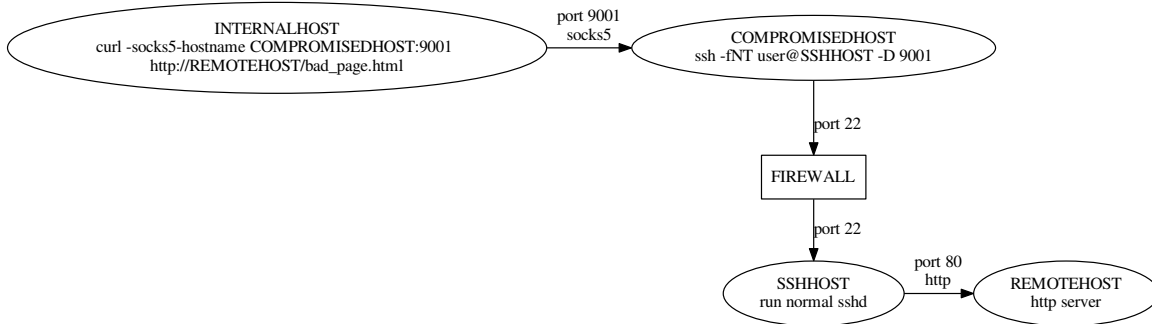 INTERNALHOST
curl -socks5-hostname COMPROMISEDHOST:9001
http://REMOTEHOST/bad_page.html
port 9001
socks5
COMPROMISEDHOST
ssh -fNT user@SSHHOST -D 9001
port 22
FIREWALL
port 22
SSHHOST
run normal sshd
port 80
http
REMOTEHOST
http server